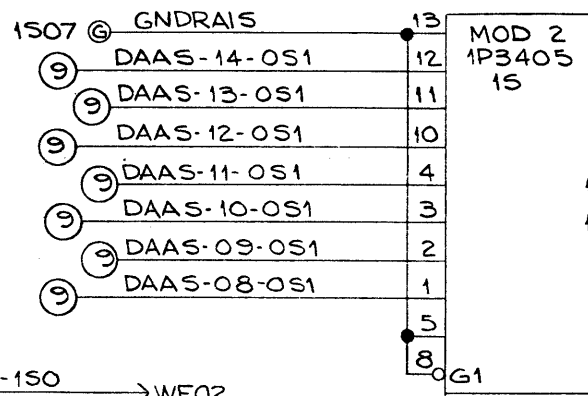 1S07 G GNDRAIS 13 MOD 2
9 DAAS-14-0S1 12 1P3405
9 DAAS-13-0S1 11 1S
9 DAAS-12-0S1 10
9 DAAS-11-0S1 4
9 DAAS-10-0S1 3
9 DAAS-09-0S1 2
9 DAAS-08-0S1 1
5
8 G1
-1S0